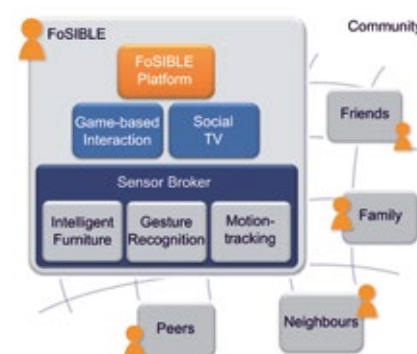 FoSIBLE
Community
FoSIBLE
Platform
Game-based
Interaction
Social
TV
Friends
Sensor Broker
Intelligent
Furniture
Gesture
Recognition
Motion-
tracking
Family
Peers
Neighbours